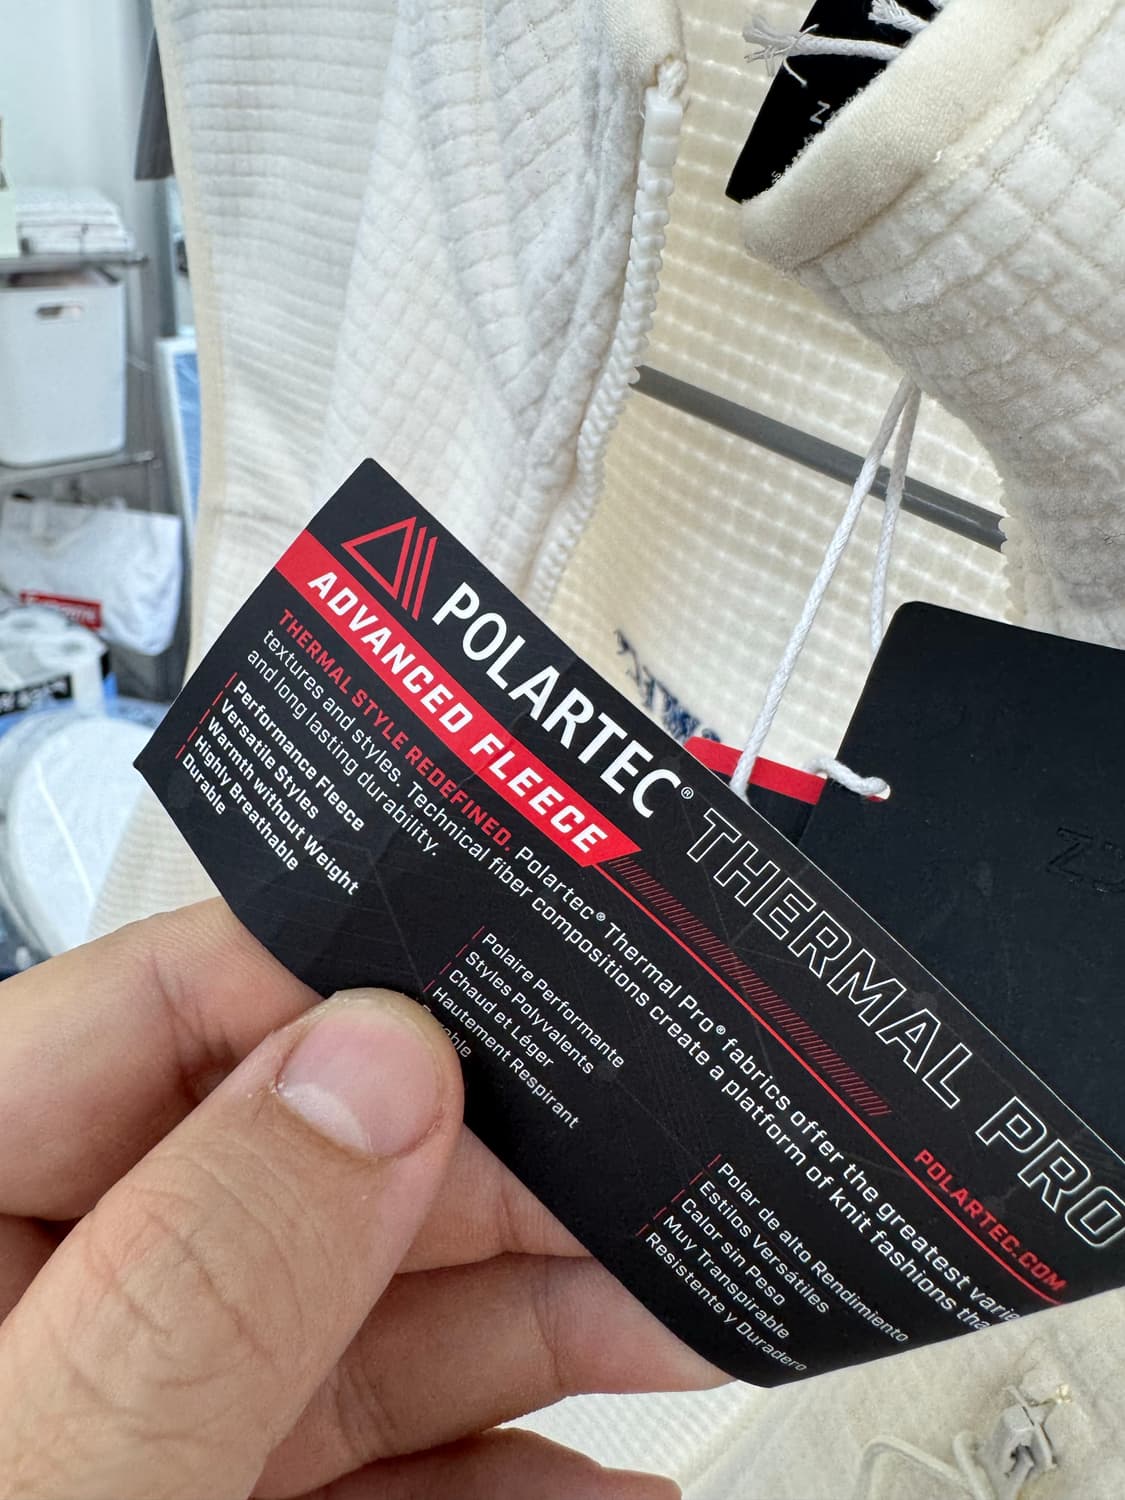 POLARTEC® THERMAL PRO
ADVANCED FLEECE
POLARTEC.COM
THERMAL STYLE REDEFINED. Polartec® Thermal Pro® fabrics offer the greatest
textures and styles. Technical fiber compositions create a platform of knit fashions
and long lasting durability.
Performance Fleece
Versatile Styles
Warmth without Weight
Highly Breathable
Durable
Polaire Performante
Styles Polyvalents
Chaud et Léger
Hautement Respirant
Polar de alto Rendimiento
Estilos Versátiles
Calor sin Peso
Muy Transpirable
Resistente y Duradero